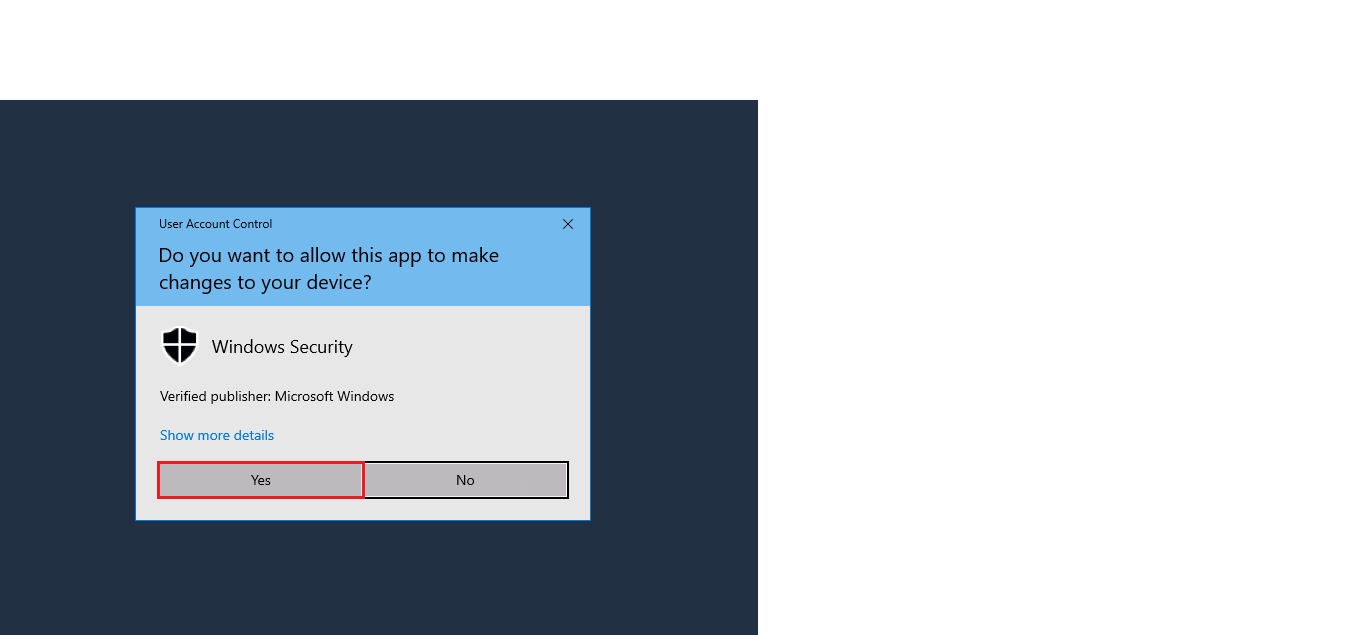 User Account Control
Do you want to allow this app to make
changes to your device?
Windows Security
Verified publisher: Microsoft Windows
Show more details
Yes No